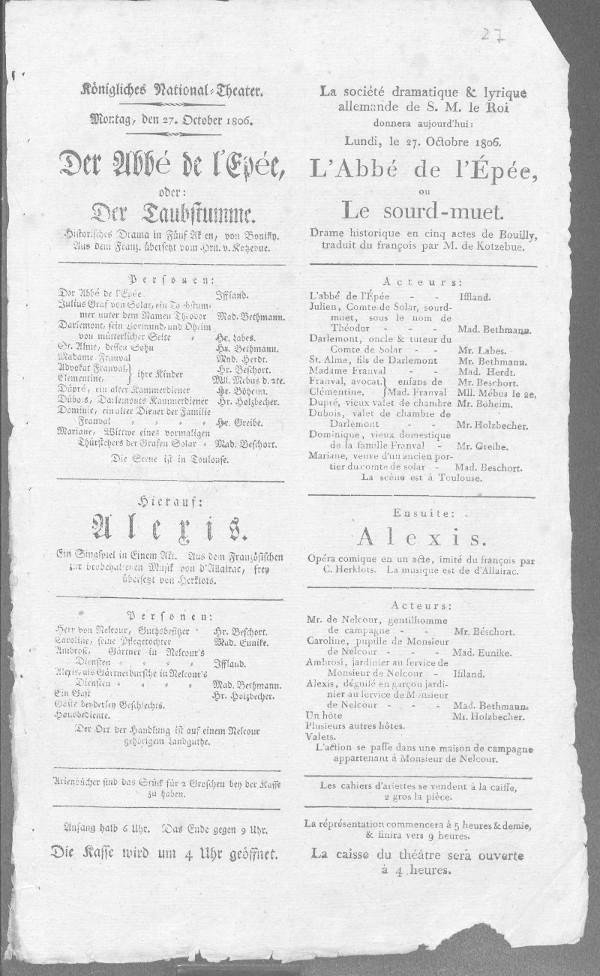 27
Königliches National-Theater.
Montag, den 27. October 1806.
Der Abbé de l'Epée,
oder:
Der Taubstumme.
Historisches Drama in Fünf Akten, von Bouilly.
Aus dem Franz. übersetzt vom Hrn. v. Kotzebue.
Personen:
Der Abbé de l'Epée Iffland.
Julius Graf von Solar, ein Taubstum-
mer unter dem Namen Theodor - Mad. Bethmann.
Darlemont, sein Vormund, und Oheim
von mütterlicher Seite - Hr. Labes.
St. Alme, dessen Sohn Hr. Bethmann.
Madame Franval Mad. Herdt.
Advokat Franval, } ihre Kinder Hr. Beschort.
Clementine, Mll. Mebus d. 2te.
Dupré, ein alter Kammerdiener Hr. Böheim.
Dubois, Darlemonts Kammerdiener Hr. Holzbecher.
Dominic, ein alter Diener der Familie
Franval - - - Hr. Greibe.
Mariane, Wittwe eines vormaligen
Thürstehers der Grafen Solar - Mad. Beschort.
Die Scene ist in Toulouse.
Hierauf:
Alexis.
Ein Singspiel in Einem Akt. Aus dem Französischen
zur beybehaltenen Musik von d'Allairac, frey
übersetzt von Herklots.
Personen:
Herr von Nelcour, Gutsbesitzer - Hr. Beschort.
Caroline, seine Pflegetochter Mad. Eunike.
Ambros, Gärtner in Nelcour's
Diensten - - - - Iffland.
Alexis, als Gärtnerbursche in Nelcour's
Diensten - - - - Mad. Bethmann.
Ein Gast Hr. Holzbecher.
Gäste beyderley Geschlechts.
Hausbediente.
Der Ort der Handlung ist auf einem Nelcour
gehörigem Landguthe.
Arienbücher sind das Stück für 2 Groschen bey der Kasse
zu haben.
Anfang halb 6 Uhr. Das Ende gegen 9 Uhr.
Die Kasse wird um 4 Uhr geöffnet.
La société dramatique & lyrique
allemande de S. M. le Roi
donnera aujourd'hui:
Lundi, le 27. Octobre 1806.
L'Abbé de l'Épée,
ou
Le sourd-muet.
Drame historique en cinq actes de Bouilly,
traduit du françois par M. de Kotzebue.
Acteurs:
L'abbé de l'Épée - - Iffland.
Julien, Comte de Solar, sourd-
muet, sous le nom de
Théodor - - - Mad. Bethmann.
Darlemont, oncle & tuteur du
Comte de Solar - - Mr. Labes.
St. Alme, fils de Darlemont Mr. Bethmann.
Madame Franval - - Mad. Herdt.
Franval, avocat, } enfans de - Mr. Beschort.
Clémentine, } Mad. Franval Mll. Mebus le 2e,
Dupré, vieux valet de chambre Mr. Böheim.
Dubois, valet de chambre de
Darlemont - - Mr. Holzbecher.
Dominique, vieux domestique
de la famille Franval - Mr. Greibe.
Mariane, veuve d'un ancien por-
tier du comte de solar - Mad. Beschort.
La scène est à Toulouse.
Ensuite:
Alexis.
Opéra comique en un acte, imité du françois par
C. Herklots. La musique est de d'Allairac.
Acteurs:
Mr. de Nelcour, gentilhomme
de campagne - - Mr. Béschort.
Caroline, pupille de Monsieur
de Nelcour - - Mad. Eunike.
Ambrosi, jardinier au service de
Monsieur de Nelcour - Iffland.
Alexis, déguisé en garçon jardi-
nier au service de Monsieur
de Nelcour - - Mad. Bethmann.
Un hôte Mr. Holzbecher.
Plusieurs autres hôtes.
Valets.
L'action se passe dans une maison de campagne
appartenant à Monsieur de Nelcour.
Les cahiers d'ariettes se vendent à la caisse,
2 gros la pièce.
La réprésentation commencera à 5 heures & demie,
& finira vers 9 heures.
La caisse du théâtre sera ouverte
à 4 heures.